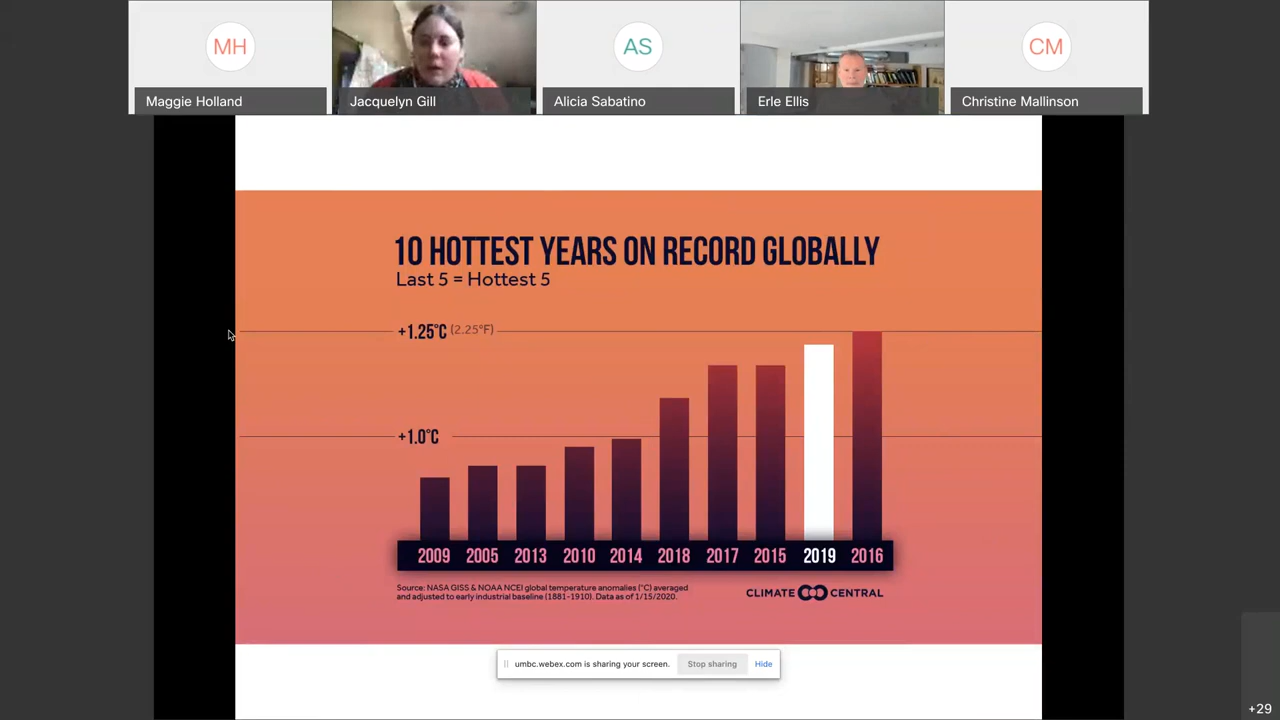 MH
AS
CM
Maggie Holland
Jacquelyn Gill
Alicia Sabatino
Erle Ellis
Christine Mallinson
10 HOTTEST YEARS ON RECORD GLOBALLY
Last 5 = Hottest 5
+1.25°C (2.25°F)
+1.0°C
2009 2005 2013 2010 2014 2018 2017 2015 2019 2016
Source: NASA GISS & NOAA NCEI global temperature anomalies (°C) averaged
and adjusted to early industrial baseline (1881-1910). Data as of 1/15/2020.
CLIMATE CENTRAL
umbc.webex.com is sharing your screen. Stop sharing Hide
+29